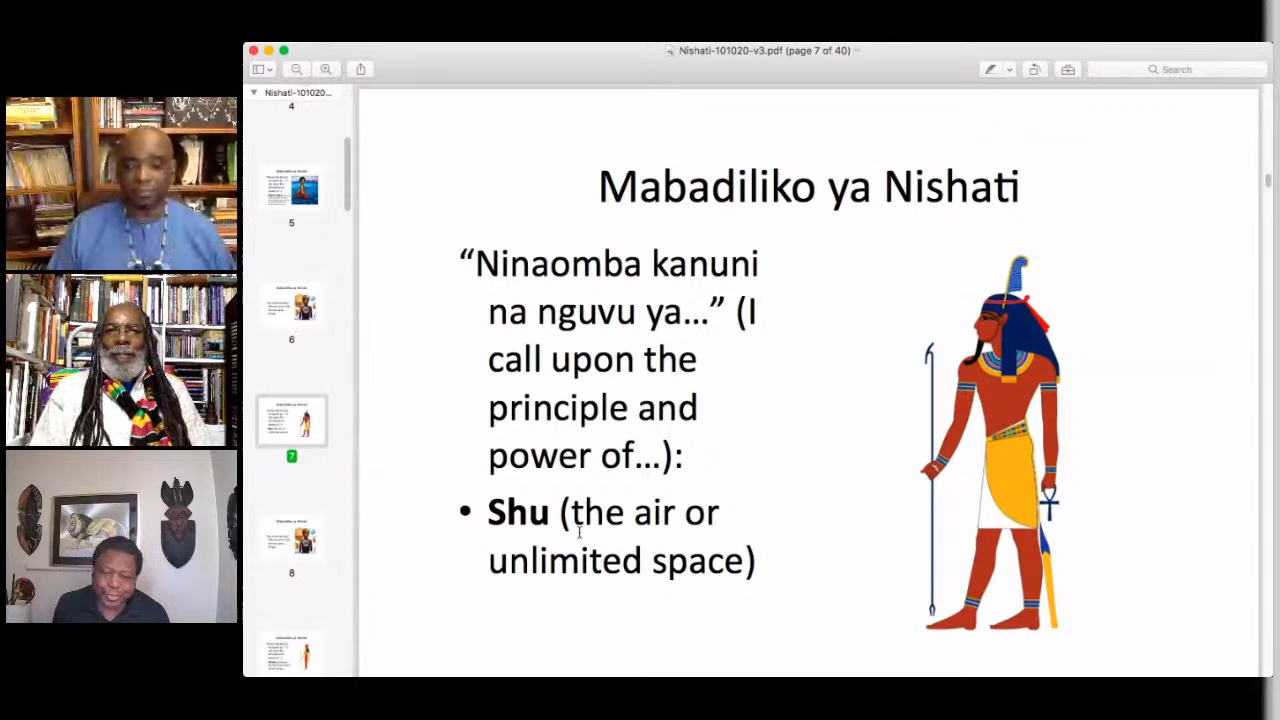 Nishati-101020-v3.pdf (page 7 of 40)
Search
Nishati-101020...
4
5
6
7
8
Mabadiliko ya Nishati
“Ninaomba kanuni
na nguvu ya...” (I
call upon the
principle and
power of...):
• Shu (the air or
unlimited space)